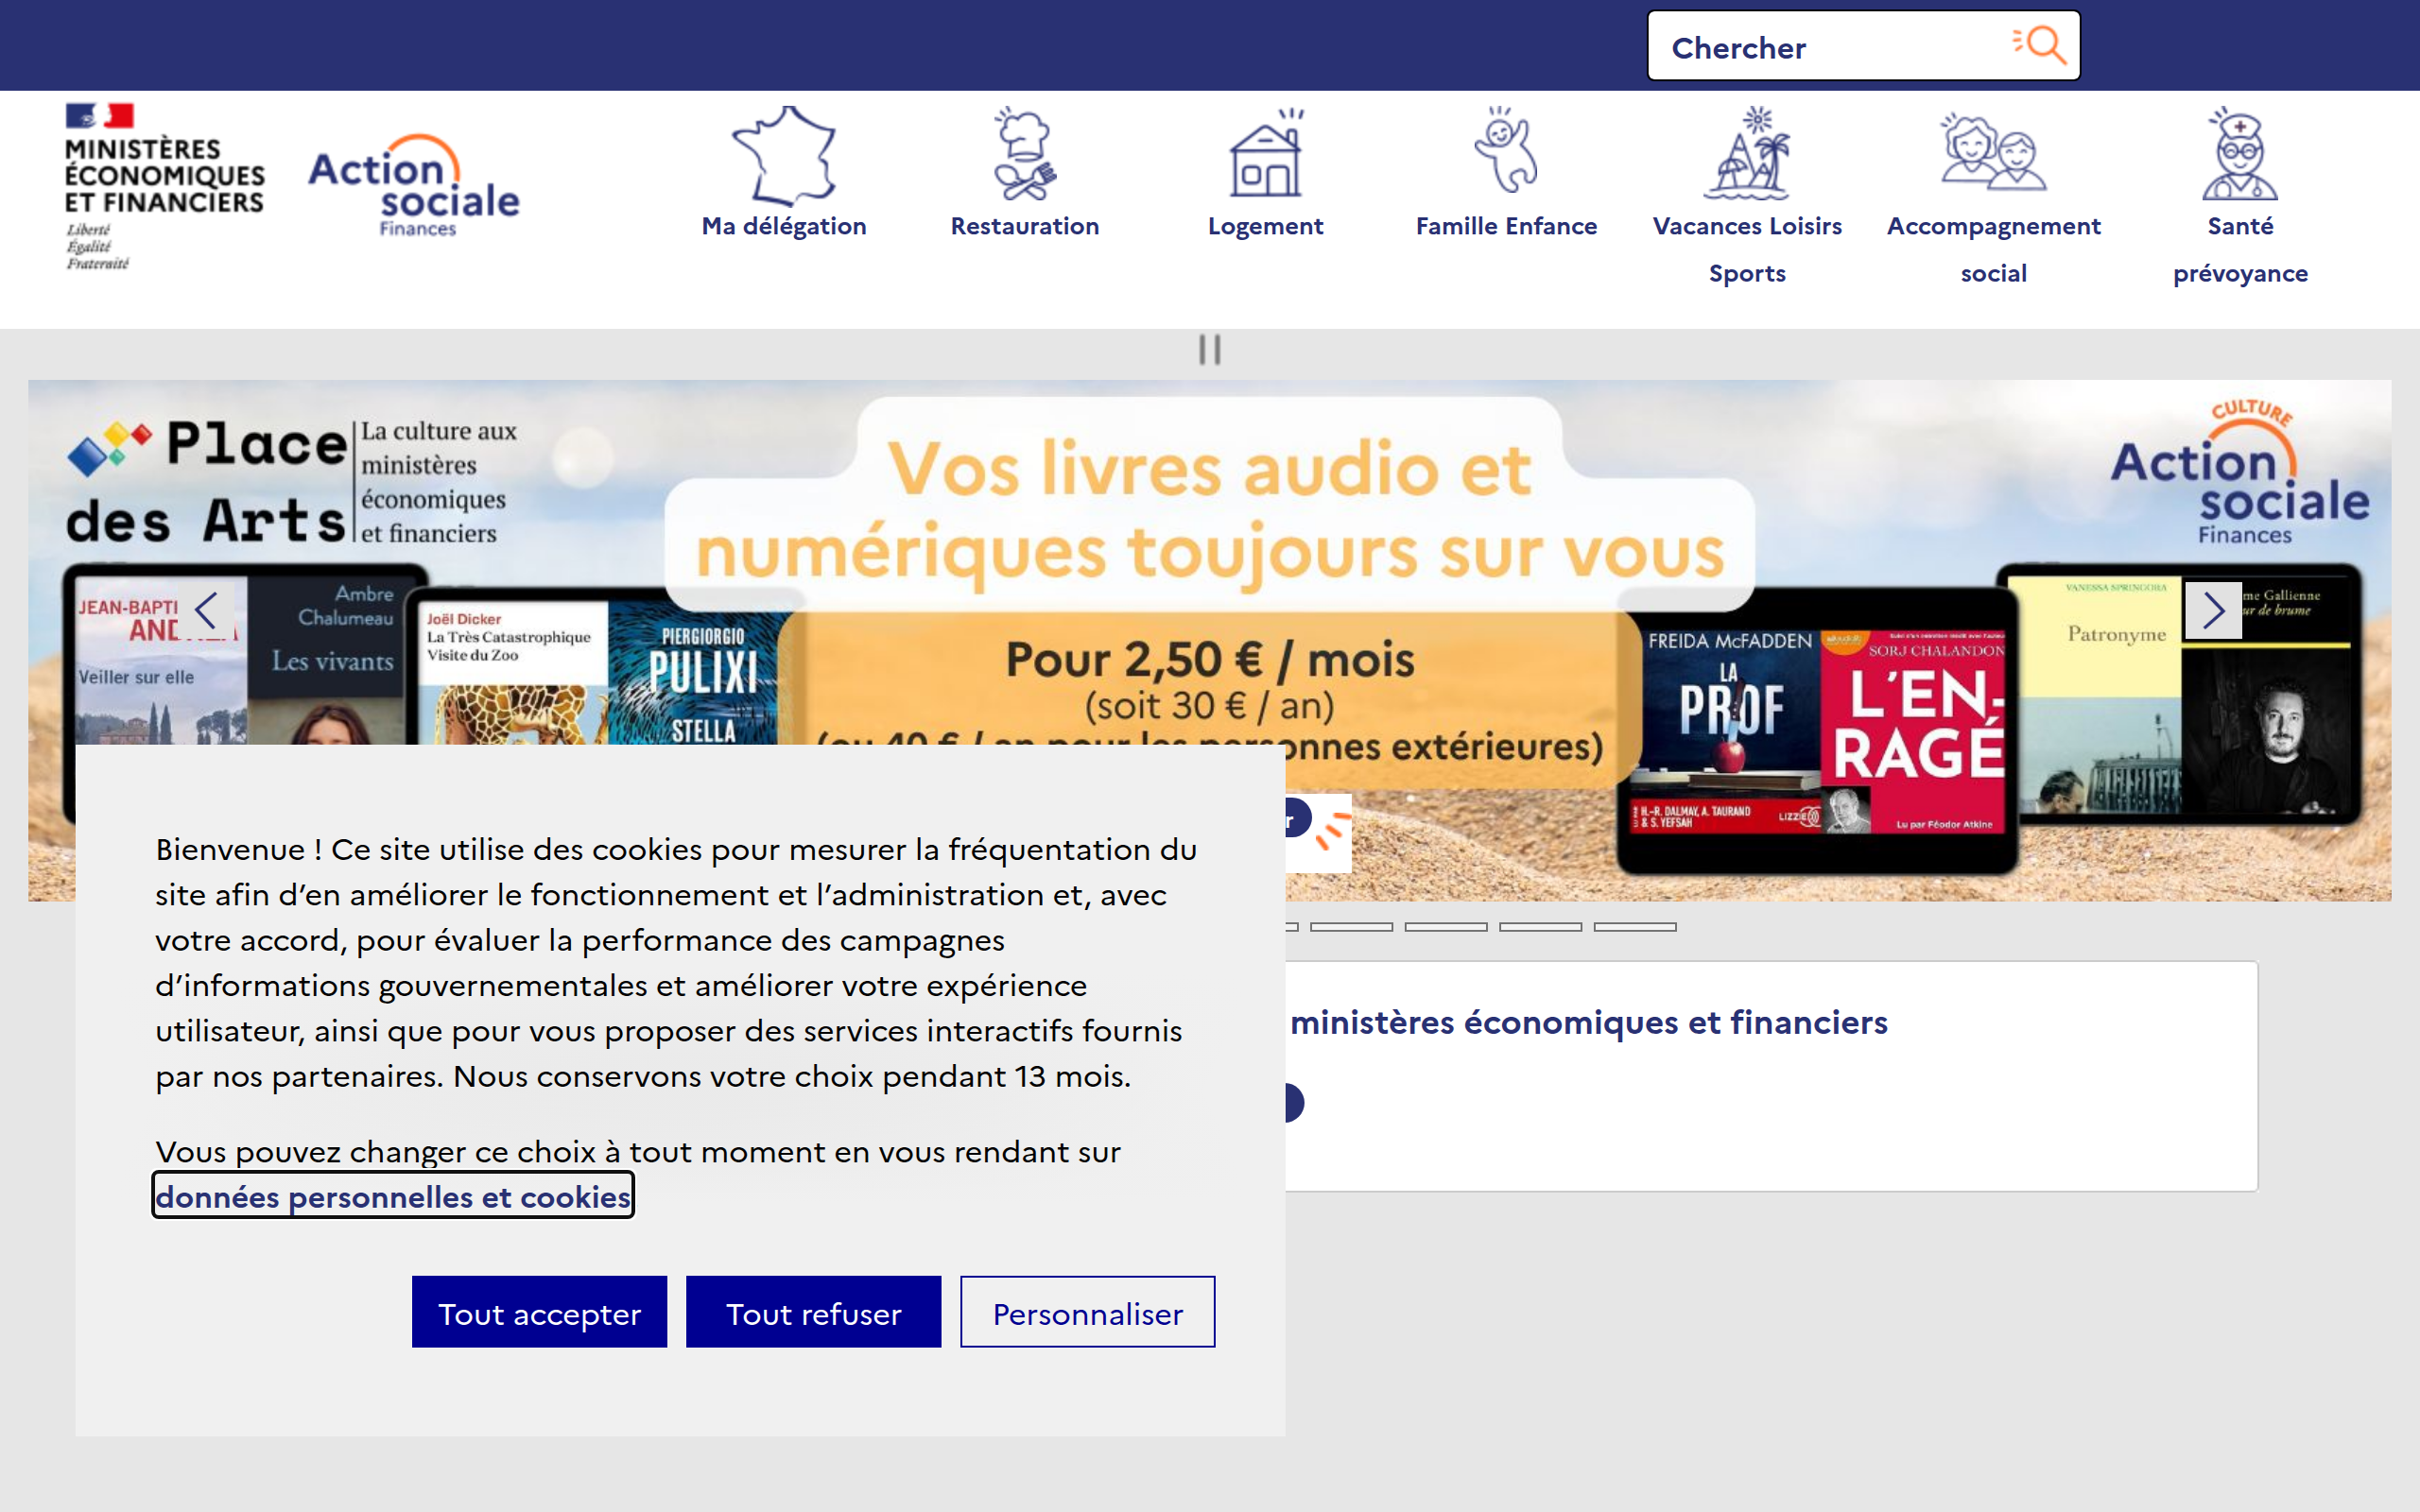 Chercher
MINISTÈRES
ÉCONOMIQUES
ET FINANCIERS
Liberté
Égalité
Fraternité
Action
sociale
Finances
Ma délégation
Restauration
Logement
Famille Enfance
Vacances Loisirs
Sports
Accompagnement
social
Santé
prévoyance
Place
des Arts
La culture aux
ministères
économiques
et financiers
Vos livres audio et
numériques toujours sur vous
CULTURE
Action
sociale
Finances
Pour 2,50 € / mois
(soit 30 € / an)
(ou 40 € / an pour les personnes extérieures)
JEAN-BAPTI
Veiller sur elle
Ambre
Chalumeau
Les vivants
Joël Dicker
La Très Catastrophique
Visite du Zoo
PIERGIORGIO
PULIXI
STELLA
FREIDA McFADDEN
LA
PROF
H.-R. DALMAY, A. TAURAND
& S. YEFSAH
LIZZIE
SORJ CHALANDON
L'EN-
RAGÉ
Lu par Féodor Atkine
VANESSA SPRINGORA
Patronyme
me Gallienne
ur de brume
Bienvenue ! Ce site utilise des cookies pour mesurer la fréquentation du
site afin d’en améliorer le fonctionnement et l’administration et, avec
votre accord, pour évaluer la performance des campagnes
d’informations gouvernementales et améliorer votre expérience
utilisateur, ainsi que pour vous proposer des services interactifs fournis
par nos partenaires. Nous conservons votre choix pendant 13 mois.
Vous pouvez changer ce choix à tout moment en vous rendant sur
données personnelles et cookies
Tout accepter
Tout refuser
Personnaliser
ministères économiques et financiers